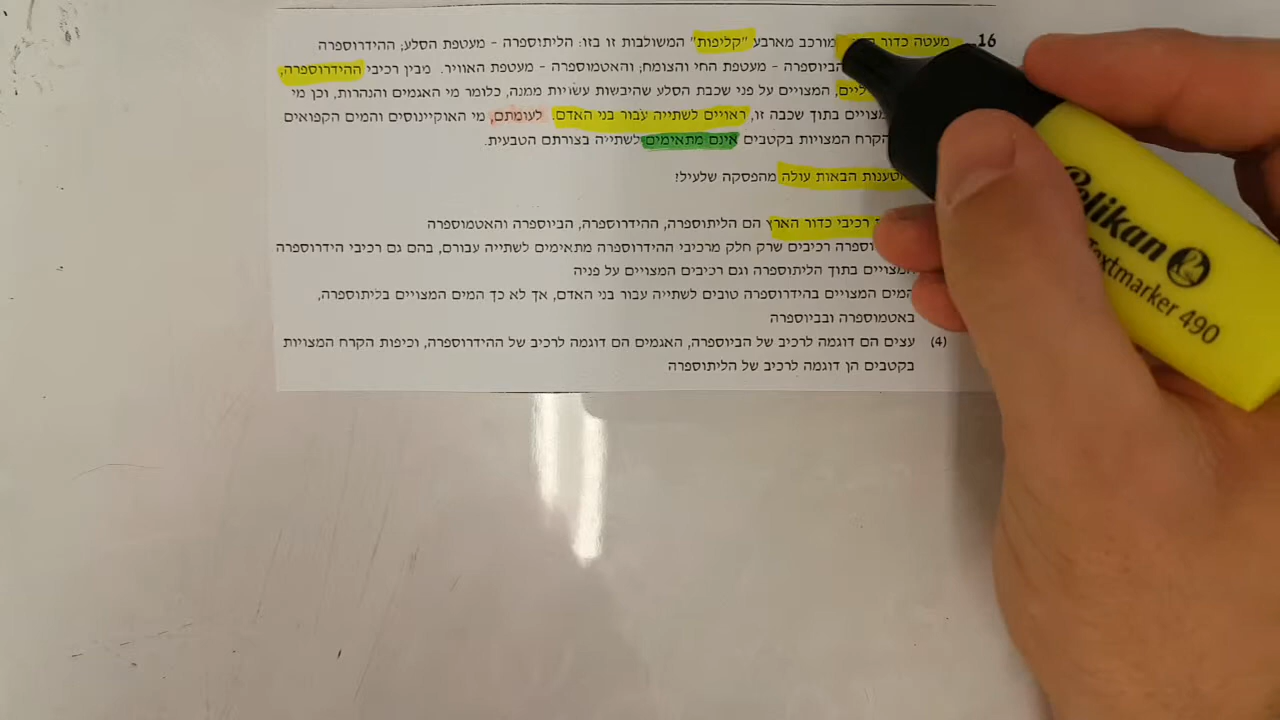 16. מעטה כדור מורכב מארבע "קליפות" המשולבות זו בזו: הליתוספרה - מעטפת הסלע; ההידרוספרה
הביוספרה - מעטפת החי והצומח; והאטמוספרה - מעטפת האוויר. מבין רכיבי ההידרוספרה,
המצויים על פני שכבת הסלע שהיבשות עשויות ממנה, כלומר מי האגמים והנהרות, וכן מי
בתוך שכבה זו, ראויים לשתייה עבור בני האדם. לעומתם, מי האוקיינוסים והמים הקפואים
הקרח המצויות בקטבים אינם מתאימים לשתייה בצורתם הטבעית.
הבאות עולה מהפסקה שלעיל?
רכיבי כדור הארץ הם הליתוספרה, ההידרוספרה, הביוספרה והאטמוספרה
רכיבים שרק חלק מרכיבי ההידרוספרה מתאימים לשתייה עבורם, בהם גם רכיבי הידרוספרה
המצויים בתוך הליתוספרה וגם רכיבים המצויים על פניה
המים המצויים בהידרוספרה טובים לשתייה עבור בני האדם, אך לא כך המים המצויים בליתוספרה,
באטמוספרה ובביוספרה
(4) עצים הם דוגמה לרכיב של הביוספרה, האגמים הם דוגמה לרכיב של ההידרוספרה, וכיפות הקרח המצויות
בקטבים הן דוגמה לרכיב של הליתוספרה
Pelikan
Textmarker 490